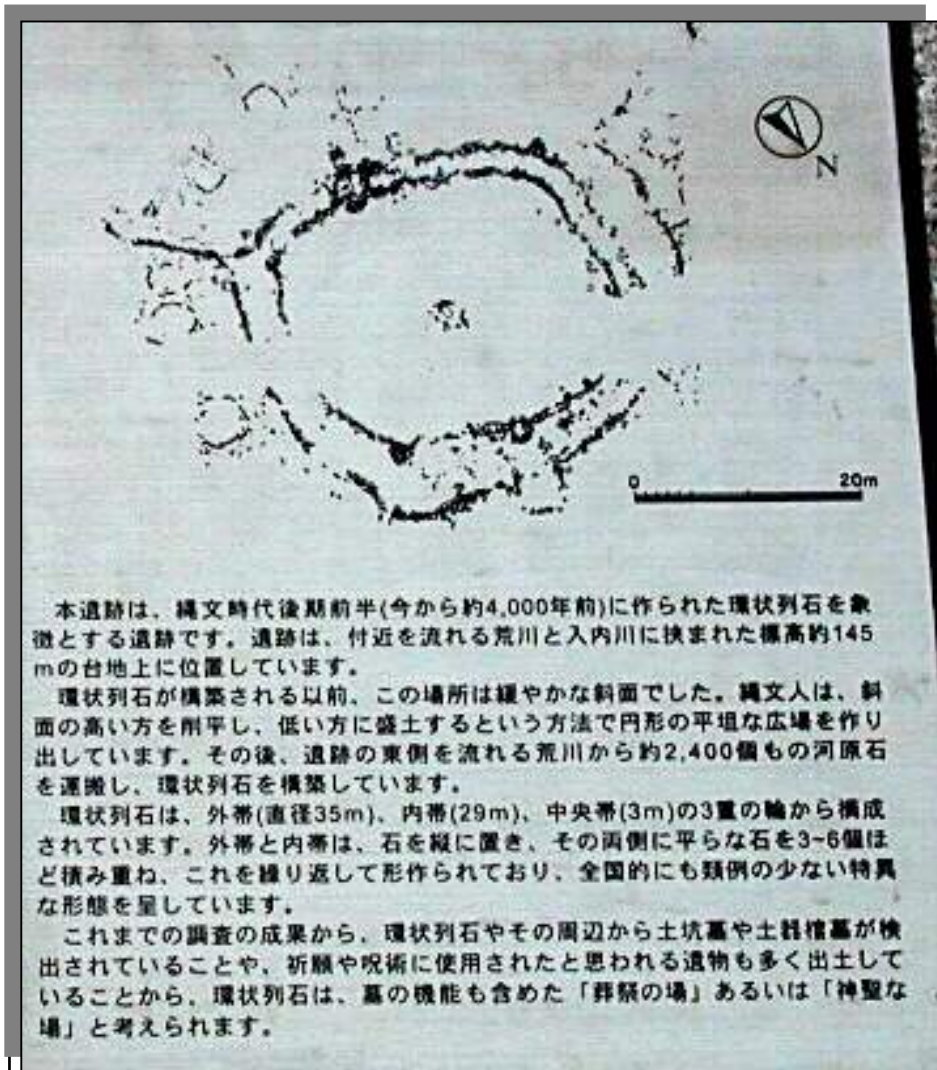 N
0 20m
本遺跡は、縄文時代後期前半(今から約4,000年前)に作られた環状列石を象
徴とする遺跡です。遺跡は、付近を流れる荒川と入内川に挟まれた標高約145
mの台地上に位置しています。
環状列石が構築される以前、この場所は緩やかな斜面でした。縄文人は、斜
面の高い方を削平し、低い方に盛土するという方法で円形の平坦な広場を作り
出しています。その後、遺跡の東側を流れる荒川から約2,400個もの河原石
を運搬し、環状列石を構築しています。
環状列石は、外帯(直径35m)、内帯(29m)、中央帯(3m)の3重の輪から構成
されています。外帯と内帯は、石を縦に置き、その両側に平らな石を3~6個ほ
ど積み重ね、これを繰り返して形作られており、全国的にも類例の少ない特異
な形態を呈しています。
これまでの調査の成果から、環状列石やその周辺から土坑墓や土器棺墓が検
出されていることや、祈願や呪術に使用されたと思われる遺物も多く出土して
いることから、環状列石は、墓の機能も含めた「葬祭の場」あるいは「神聖な
場」と考えられます。